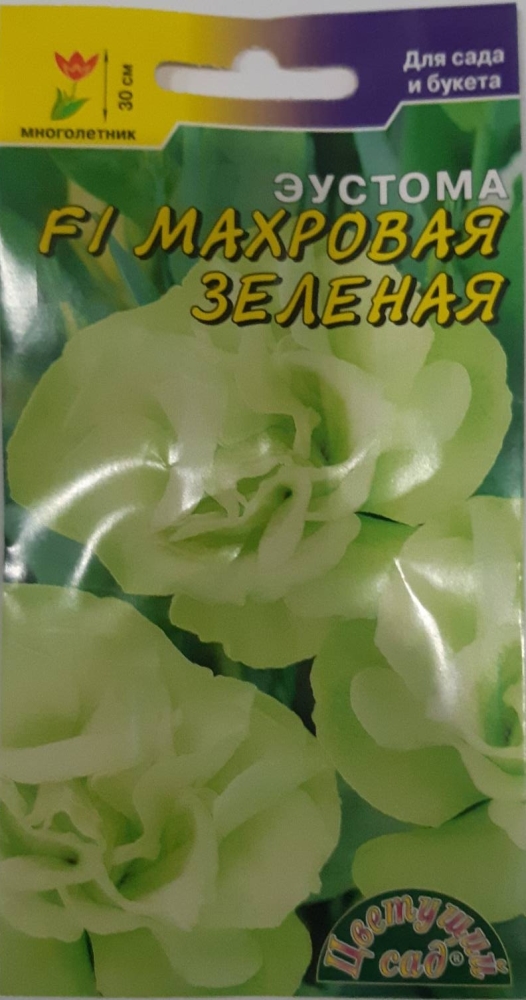 Для сада
и букета
30 см
многолетник
ЭУСТОМА
F1 МАХРОВАЯ
ЗЕЛЕНАЯ
Цветущий
сад®